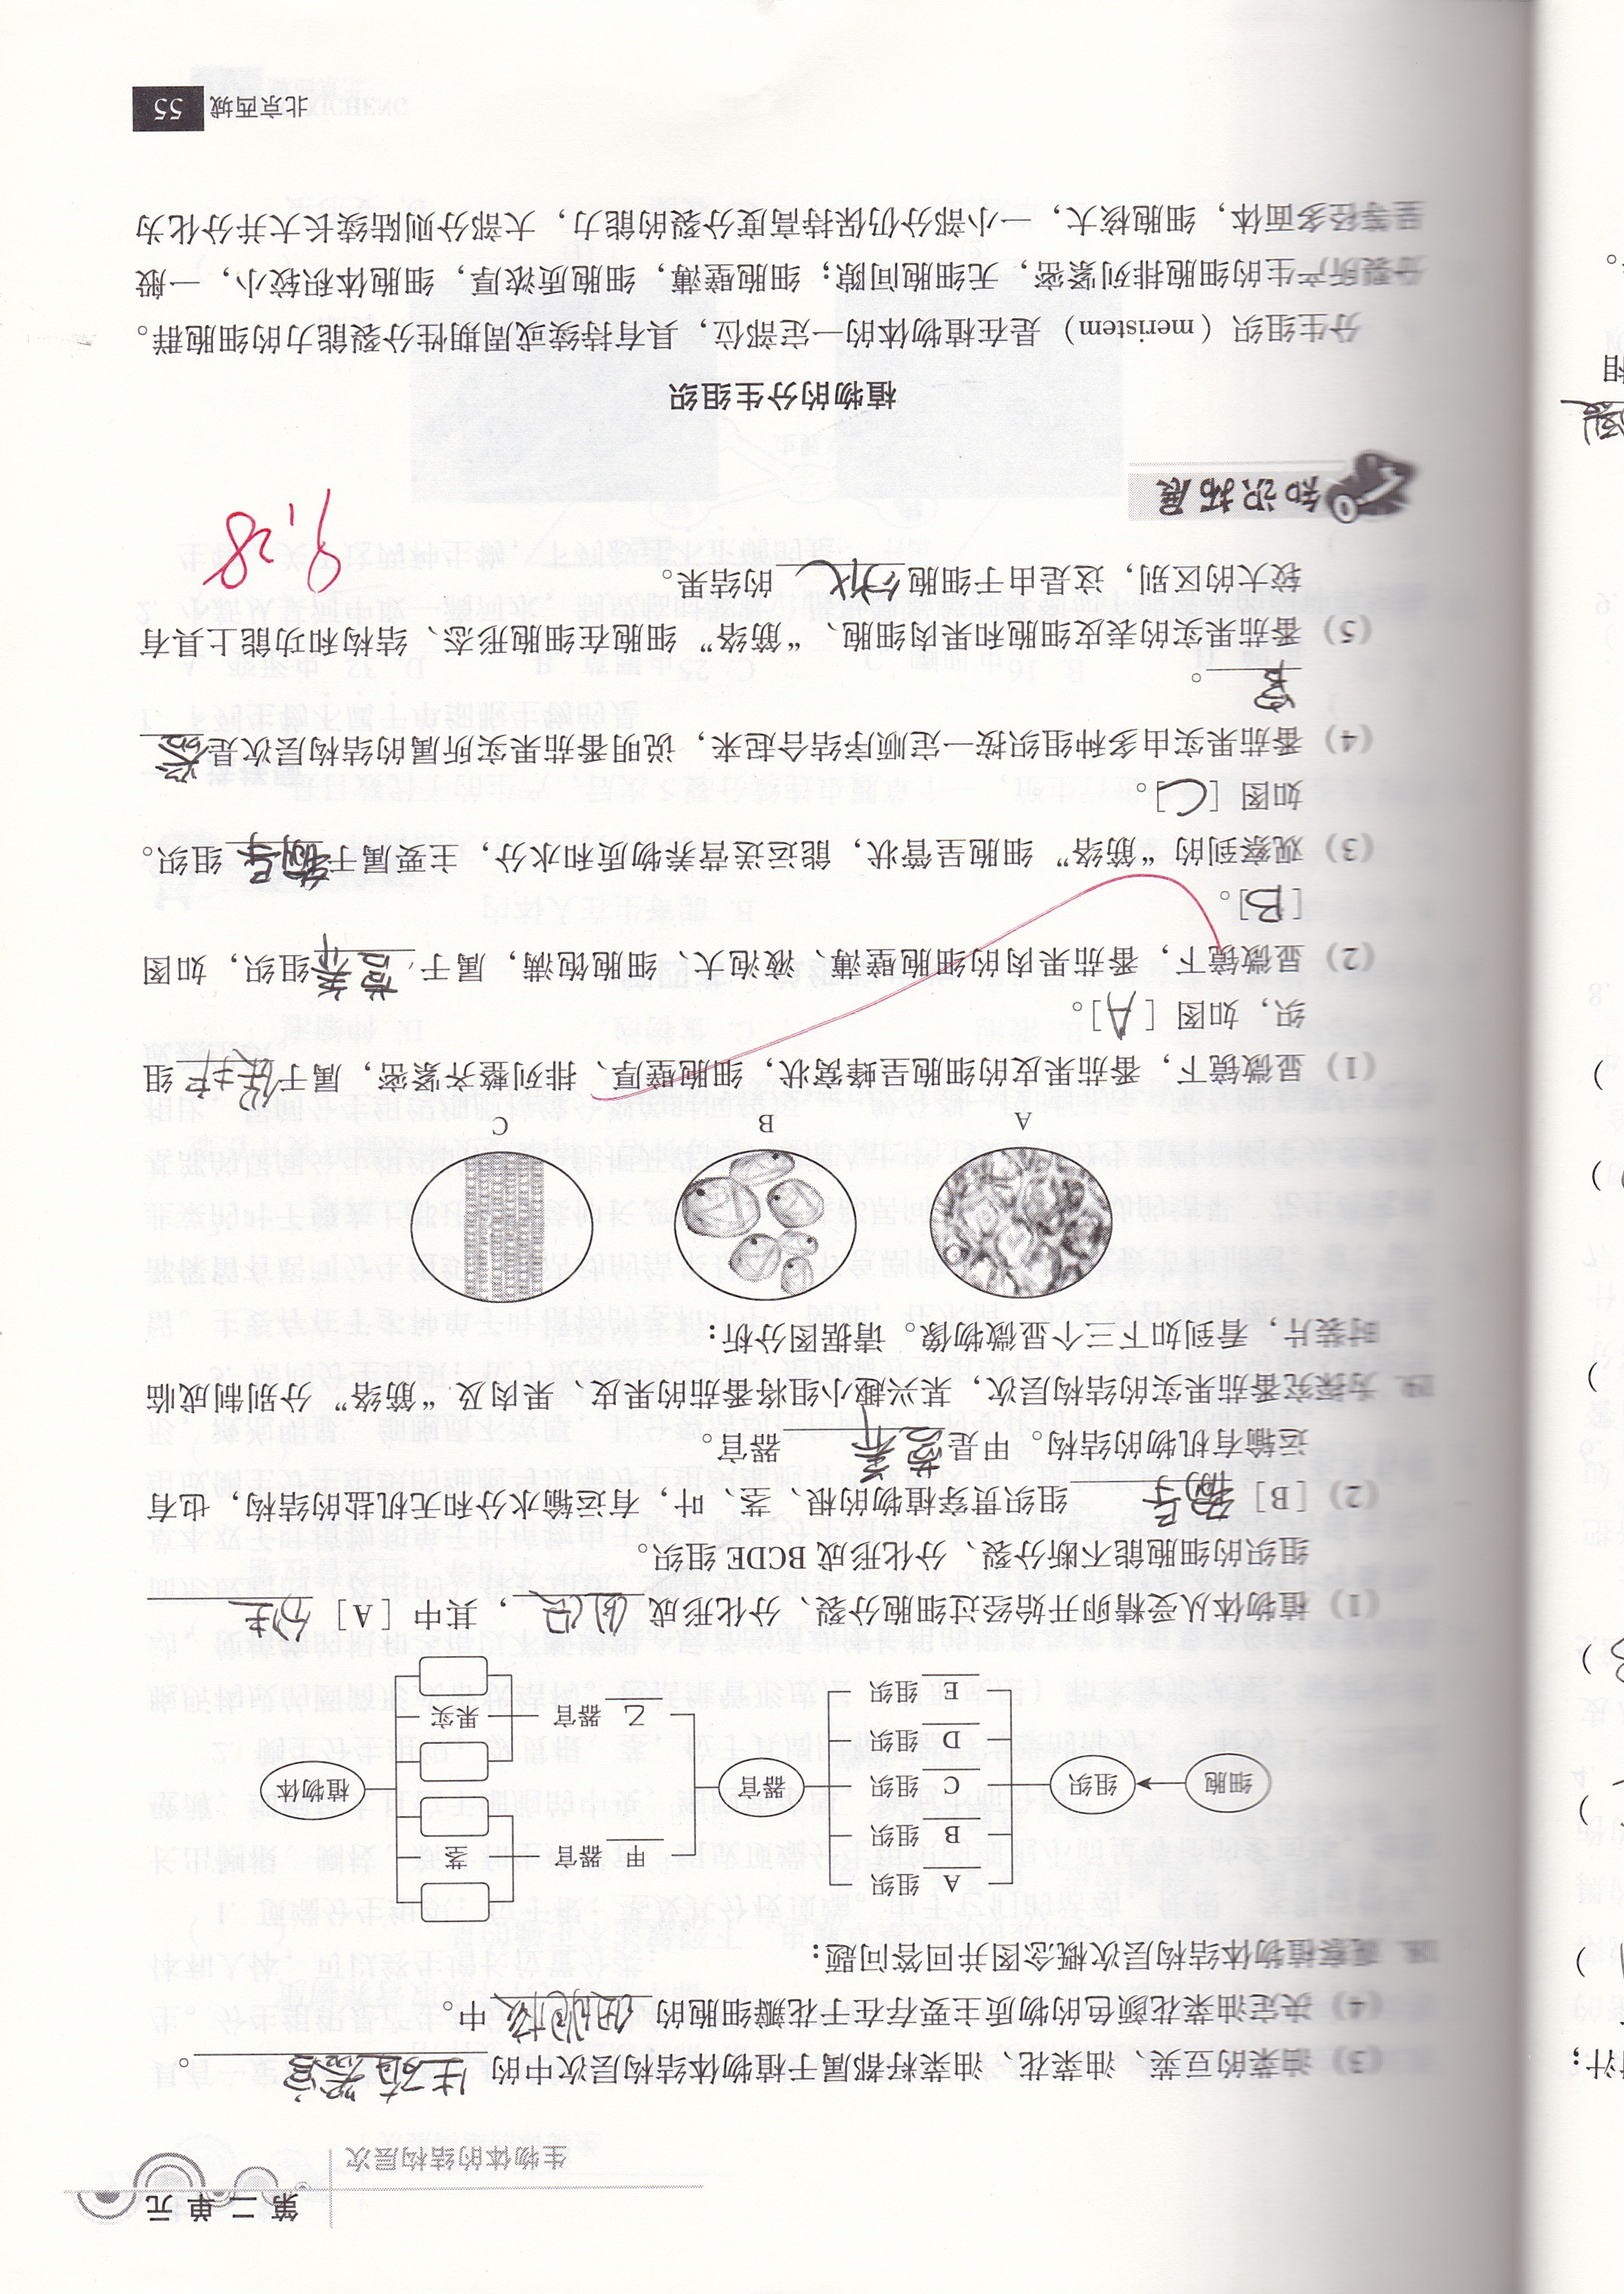 第二单元
生物体的结构层次
(3) 油菜的豆荚、油菜花、油菜籽都属于植物体结构层次中的 生殖器官。
(4) 决定油菜花颜色的物质主要存在于花瓣细胞的 细胞核 中。
18. 观察植物体结构层次概念图并回答问题:
细胞 组织 A 组织 B 组织 C 组织 D 组织 E 组织 器官 甲 器官 乙 器官 茎 果实 植物体
(1) 植物体从受精卵开始经过细胞分裂、分化形成 组织 , 其中 [A] 分生
组织的细胞能不断分裂、分化形成 BCDE 组织。
(2) [B] 输导 组织贯穿植物的根、茎、叶, 有运输水分和无机盐的结构, 也有
运输有机物的结构。甲是 营养 器官。
19. 为探究番茄果实的结构层次, 某兴趣小组将番茄的果皮、果肉及“筋络”分别制成临
时装片, 看到如下三个显微物像。请据图分析:
A B C
(1) 显微镜下, 番茄果皮的细胞呈蜂窝状, 细胞壁厚、排列整齐紧密, 属于保护组
织, 如图 [A]。
(2) 显微镜下, 番茄果肉的细胞壁薄、液泡大、细胞饱满, 属于营养组织, 如图
[B]。
(3) 观察到的“筋络”细胞呈管状, 能运送营养物质和水分, 主要属于输导组织。
如图 [C]。
(4) 番茄果实由多种组织按一定顺序结合起来, 说明番茄果实所属的结构层次是器
官。
(5) 番茄果实的表皮细胞和果肉细胞、“筋络”细胞在细胞形态、结构和功能上具有
较大的区别, 这是由于细胞分化的结果。
9.28
知识拓展
植物的分生组织
分生组织 (meristem) 是在植物体的一定部位, 具有持续或周期性分裂能力的细胞群。
分裂所产生的细胞排列紧密, 无细胞间隙; 细胞壁薄, 细胞质浓厚, 细胞体积较小, 一般
呈等径多面体, 细胞核大, 一小部分仍保持高度分裂的能力, 大部分则陆续长大并分化为
北京西城 55